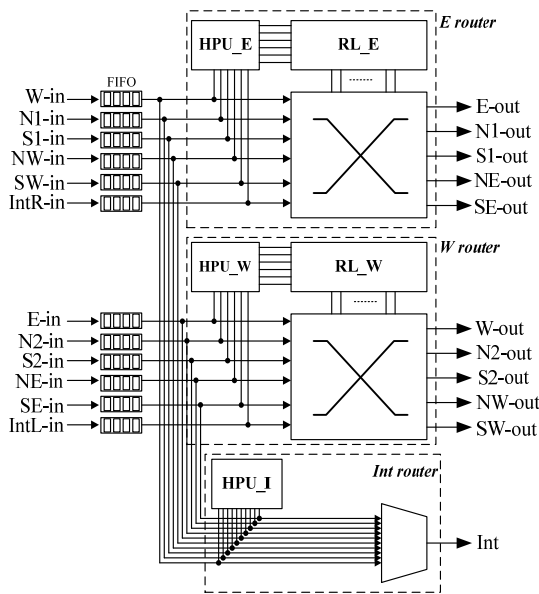 E router
HPU_E
RL_E
FIFO
W-in
N1-in
S1-in
NW-in
SW-in
IntR-in
E-out
N1-out
S1-out
NE-out
SE-out
W router
HPU_W
RL_W
E-in
N2-in
S2-in
NE-in
SE-in
IntL-in
W-out
N2-out
S2-out
NW-out
SW-out
Int router
HPU_I
Int